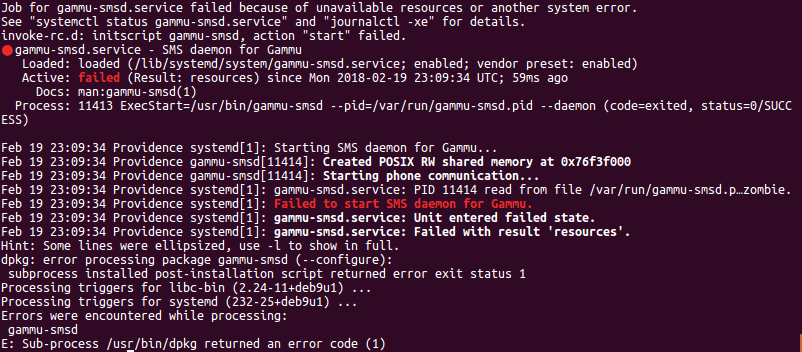 Job for gammu-smsd.service failed because of unavailable resources or another system error.
See "systemctl status gammu-smsd.service" and "journalctl -xe" for details.
invoke-rc.d: initscript gammu-smsd, action "start" failed.
● gammu-smsd.service - SMS daemon for Gammu
Loaded: loaded (/lib/systemd/system/gammu-smsd.service; enabled; vendor preset: enabled)
Active: failed (Result: resources) since Mon 2018-02-19 23:09:34 UTC; 59ms ago
Docs: man:gammu-smsd(1)
Process: 11413 ExecStart=/usr/bin/gammu-smsd --pid=/var/run/gammu-smsd.pid --daemon (code=exited, status=0/SUCC
ESS)
Feb 19 23:09:34 Providence systemd[1]: Starting SMS daemon for Gammu...
Feb 19 23:09:34 Providence gammu-smsd[11414]: Created POSIX RW shared memory at 0x76f3f000
Feb 19 23:09:34 Providence gammu-smsd[11414]: Starting phone communication...
Feb 19 23:09:34 Providence systemd[1]: gammu-smsd.service: PID 11414 read from file /var/run/gammu-smsd.p…zombie.
Feb 19 23:09:34 Providence systemd[1]: Failed to start SMS daemon for Gammu.
Feb 19 23:09:34 Providence systemd[1]: gammu-smsd.service: Unit entered failed state.
Feb 19 23:09:34 Providence systemd[1]: gammu-smsd.service: Failed with result 'resources'.
Hint: Some lines were ellipsized, use -l to show in full.
dpkg: error processing package gammu-smsd (--configure):
subprocess installed post-installation script returned error exit status 1
Processing triggers for libc-bin (2.24-11+deb9u1) ...
Processing triggers for systemd (232-25+deb9u1) ...
Errors were encountered while processing:
gammu-smsd
E: Sub-process /usr/bin/dpkg returned an error code (1)